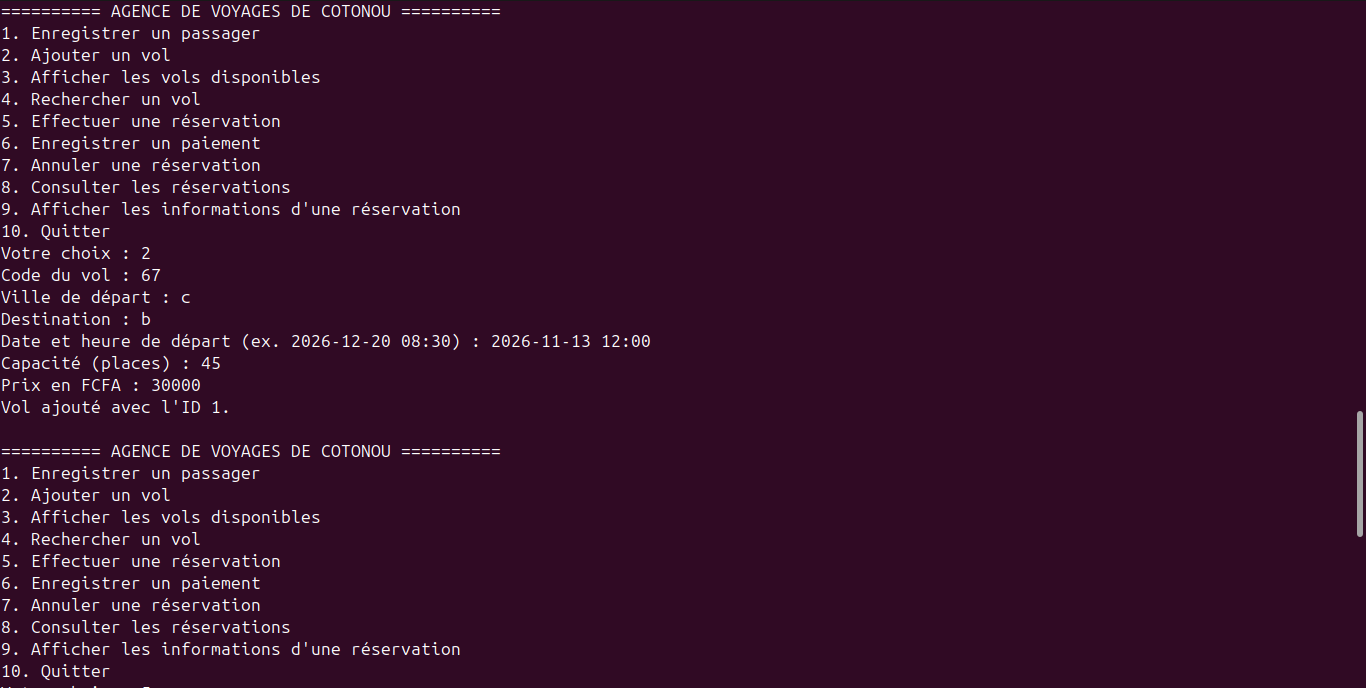 ========== AGENCE DE VOYAGES DE COTONOU ==========
1. Enregistrer un passager
2. Ajouter un vol
3. Afficher les vols disponibles
4. Rechercher un vol
5. Effectuer une réservation
6. Enregistrer un paiement
7. Annuler une réservation
8. Consulter les réservations
9. Afficher les informations d'une réservation
10. Quitter
Votre choix : 2
Code du vol : 67
Ville de départ : c
Destination : b
Date et heure de départ (ex. 2026-12-20 08:30) : 2026-11-13 12:00
Capacité (places) : 45
Prix en FCFA : 30000
Vol ajouté avec l'ID 1.
========== AGENCE DE VOYAGES DE COTONOU ==========
1. Enregistrer un passager
2. Ajouter un vol
3. Afficher les vols disponibles
4. Rechercher un vol
5. Effectuer une réservation
6. Enregistrer un paiement
7. Annuler une réservation
8. Consulter les réservations
9. Afficher les informations d'une réservation
10. Quitter